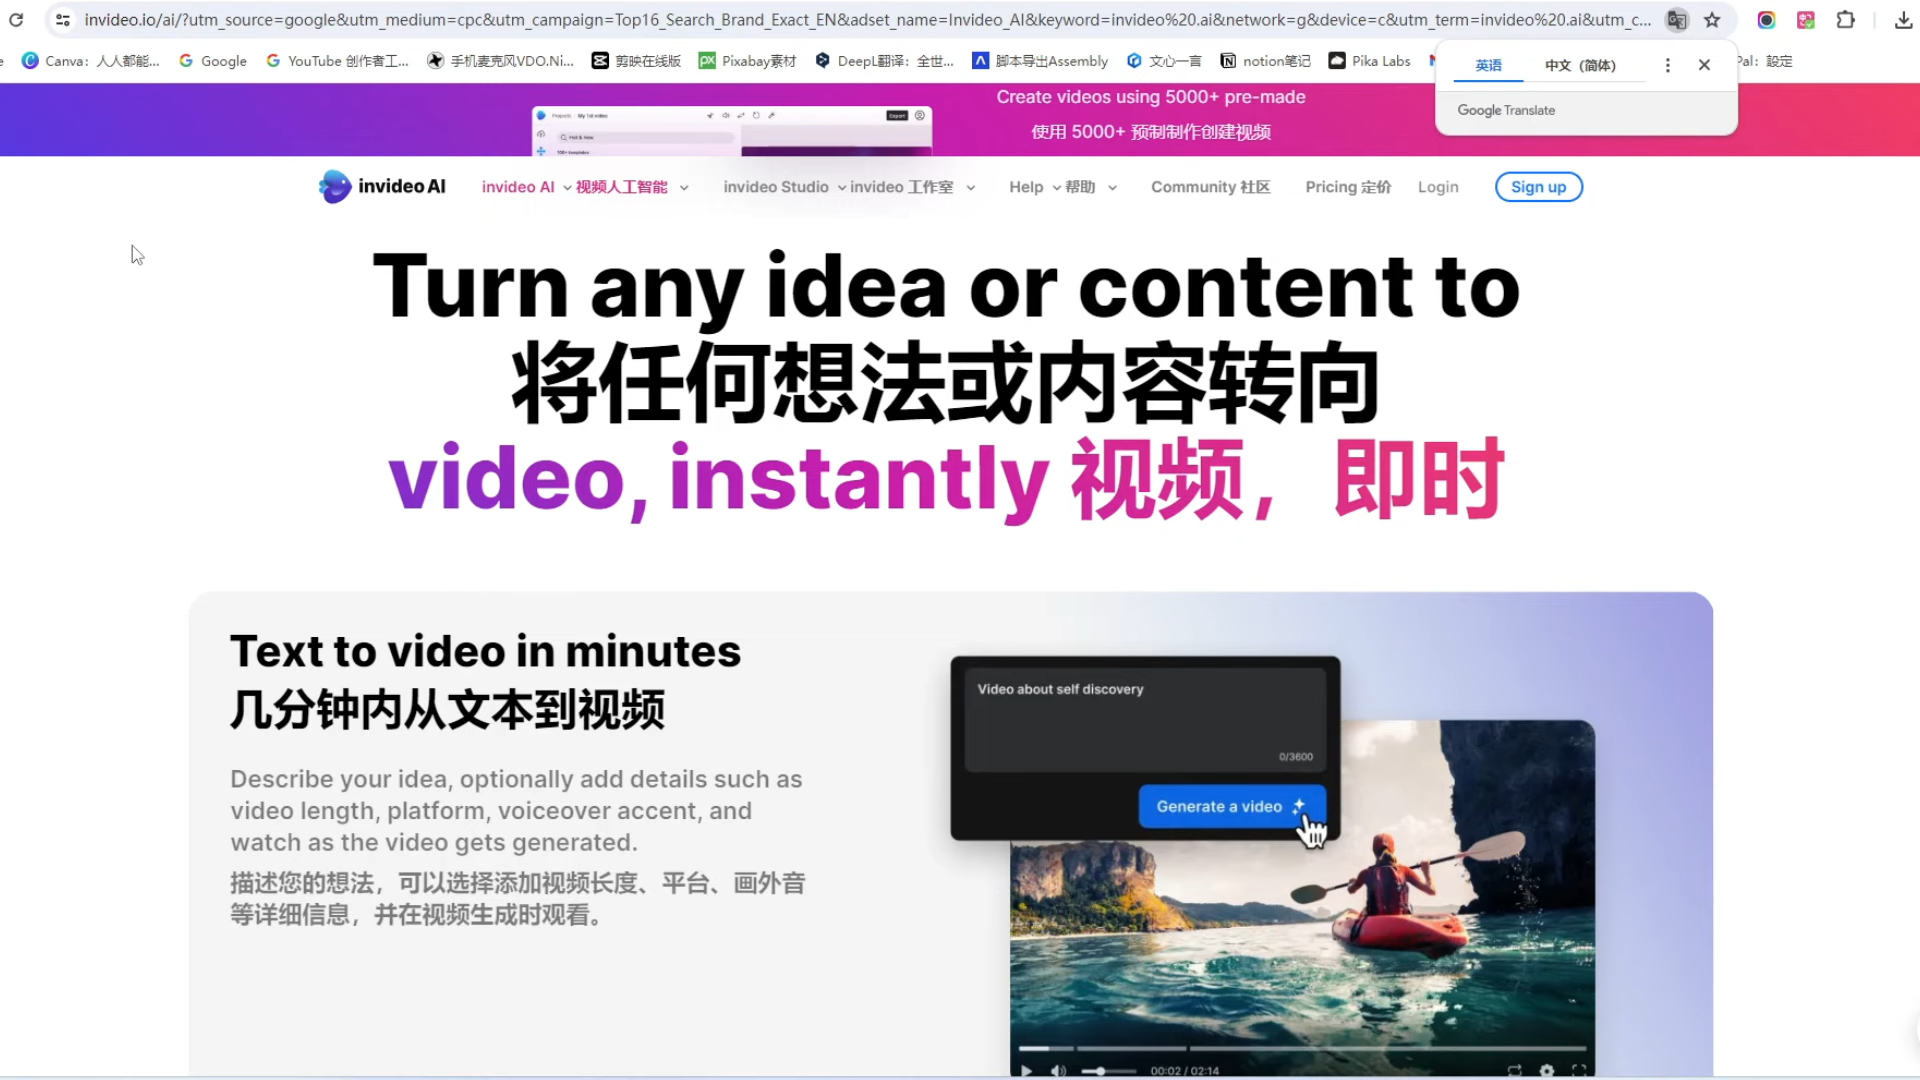 invideo.io/ai/?utm_source=google&utm_medium=cpc&utm_campaign=Top16_Search_Brand_Exact_EN&adset_name=Invideo_AI&keyword=invideo%20.ai&network=g&device=c&utm_term=invideo%20.ai&utm_c...
Canva：人人都能... Google YouTube 创作者工... 手机麦克风VDO.Ni... 剪映在线版 Pixabay素材 DeepL翻译：全世... 脚本导出Assembly 文心一言 notion笔记 Pika Labs Pal：設定
英语 中文（简体）
Google Translate
Create videos using 5000+ pre-made
使用 5000+ 预制制作创建视频
Projects My 1st video Export
Hot & New
100+ templates
invideo AI invideo AI 视频人工智能 invideo Studio invideo 工作室 Help 帮助 Community 社区 Pricing 定价 Login Sign up
Turn any idea or content to
将任何想法或内容转向
video, instantly 视频，即时
Text to video in minutes
几分钟内从文本到视频
Describe your idea, optionally add details such as
video length, platform, voiceover accent, and
watch as the video gets generated.
描述您的想法，可以选择添加视频长度、平台、画外音
等详细信息，并在视频生成时观看。
Video about self discovery
0/3600
Generate a video
00:02 / 02:14